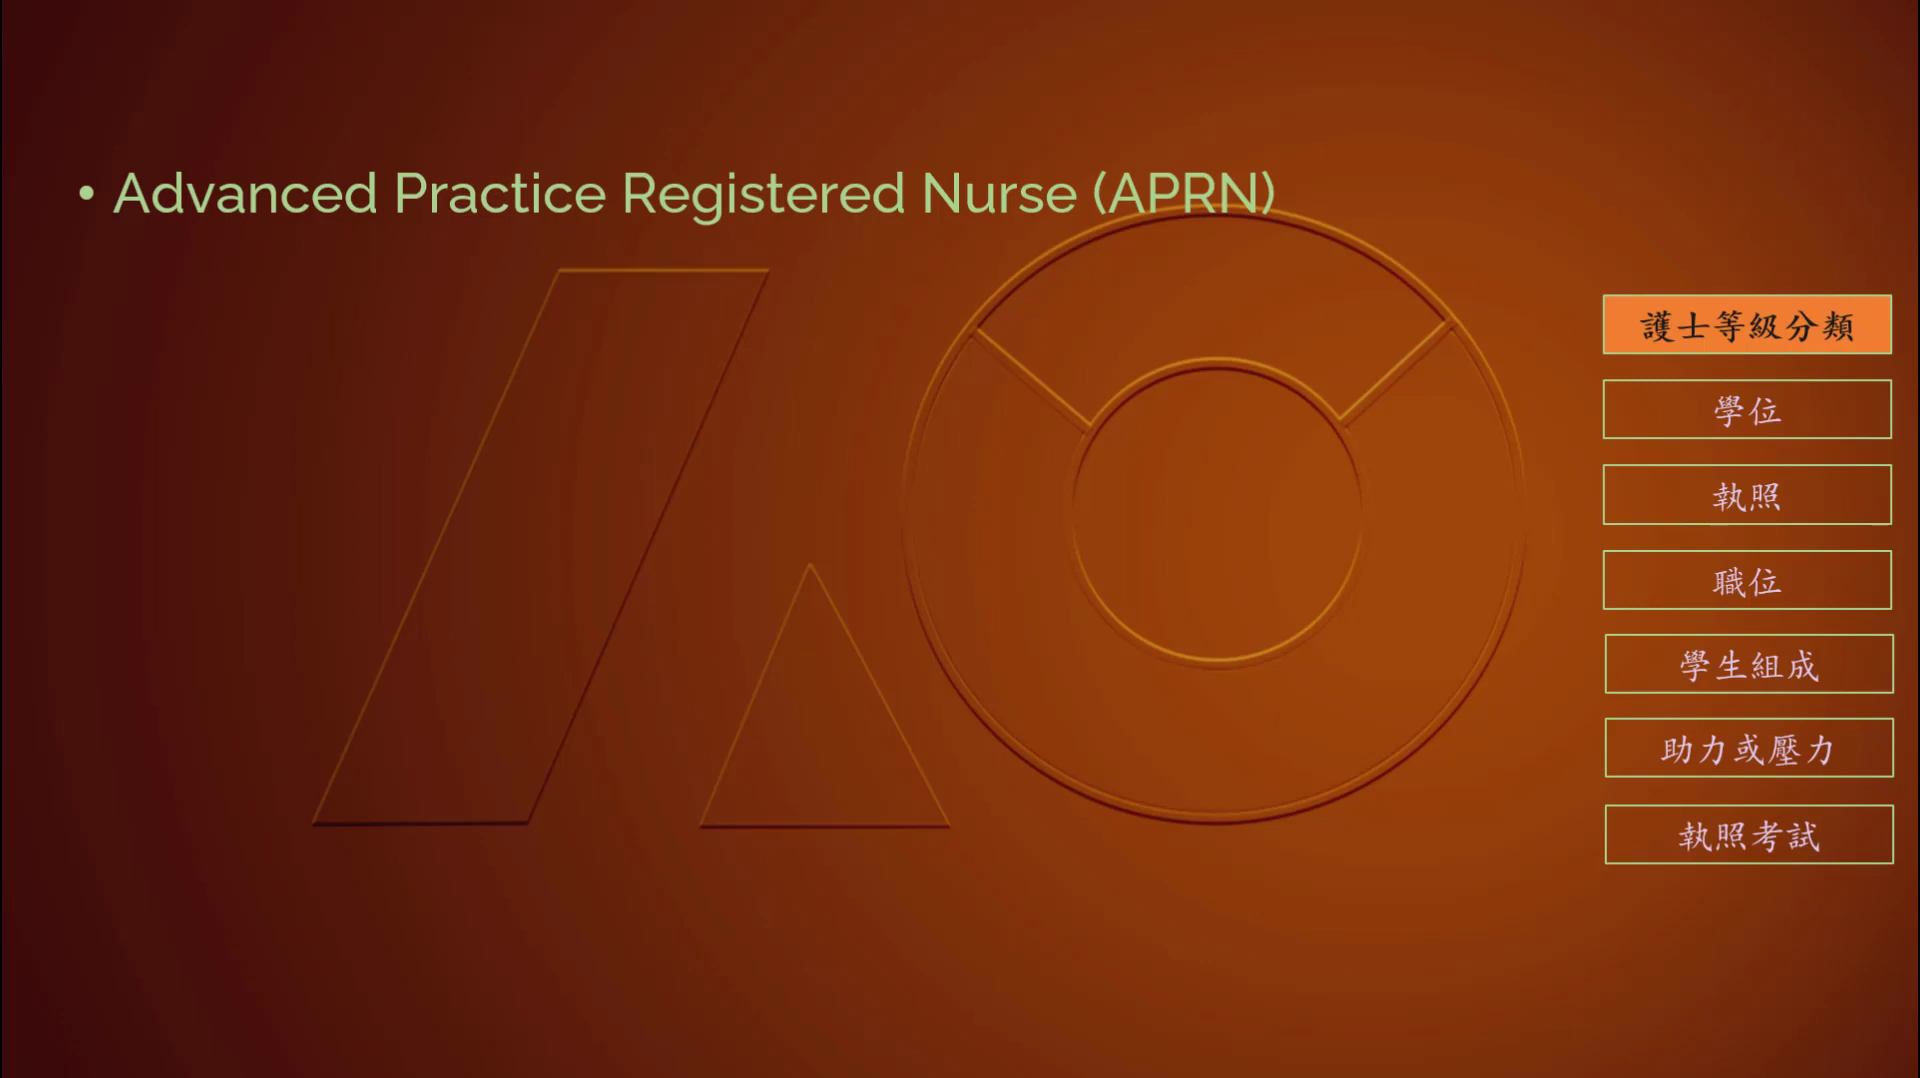 • Advanced Practice Registered Nurse (APRN)
護士等級分類
學位
執照
職位
學生組成
助力或壓力
執照考試